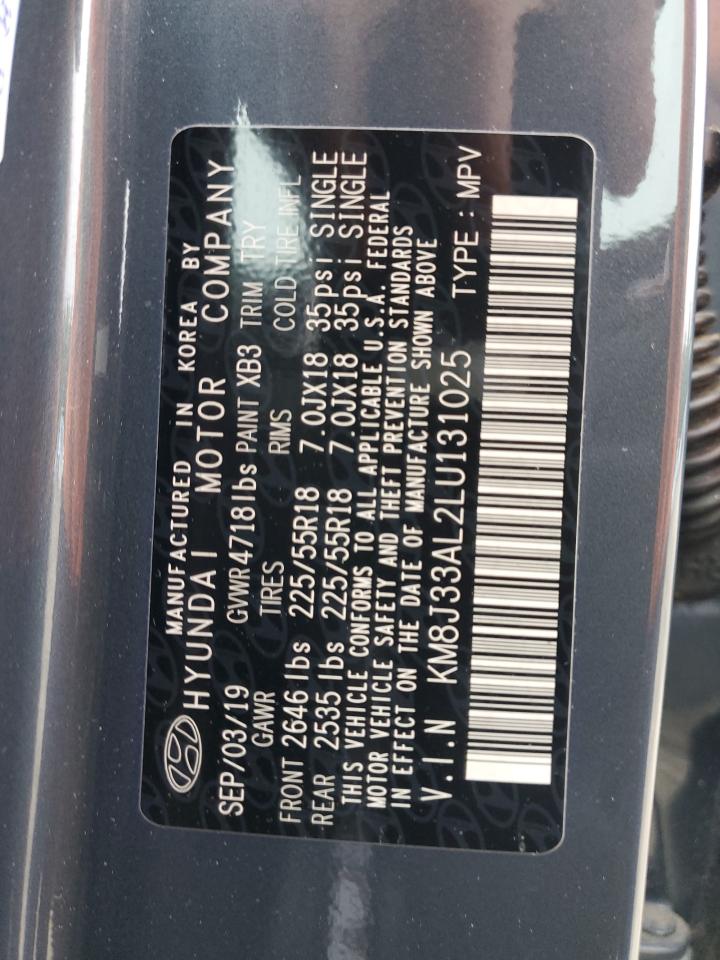 MANUFACTURED IN KOREA BY
HYUNDAI MOTOR COMPANY
SEP/03/19 GVWR4718lbs PAINT XB3 TRIM TRY
GAWR TIRES RIMS COLD TIRE INFL
FRONT 2646 lbs 225/55R18 7.0JX18 35psi SINGLE
REAR 2535 lbs 225/55R18 7.0JX18 35psi SINGLE
THIS VEHICLE CONFORMS TO ALL APPLICABLE U.S.A. FEDERAL
MOTOR VEHICLE SAFETY AND THEFT PREVENTION STANDARDS
IN EFFECT ON THE DATE OF MANUFACTURE SHOWN ABOVE
V.I.N KM8J33AL2LU131025 TYPE : MPV